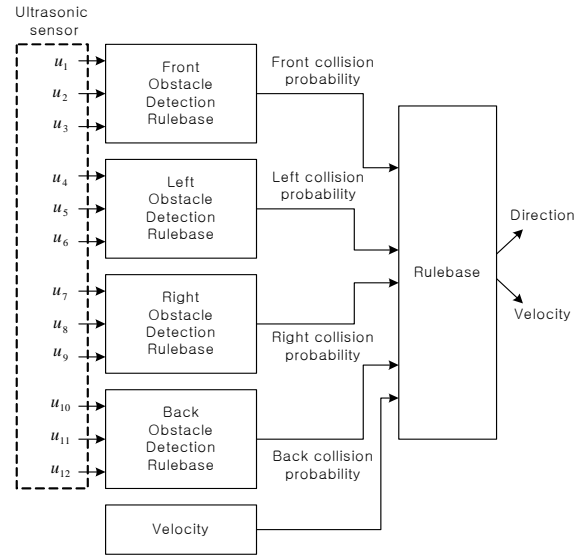 Ultrasonic
sensor
u1
u2
u3
Front
Obstacle
Detection
Rulebase
Front collision
probability
u4
u5
u6
Left
Obstacle
Detection
Rulebase
Left collision
probability
u7
u8
u9
Right
Obstacle
Detection
Rulebase
Right collision
probability
u10
u11
u12
Back
Obstacle
Detection
Rulebase
Back collision
probability
Velocity
Rulebase
Direction
Velocity